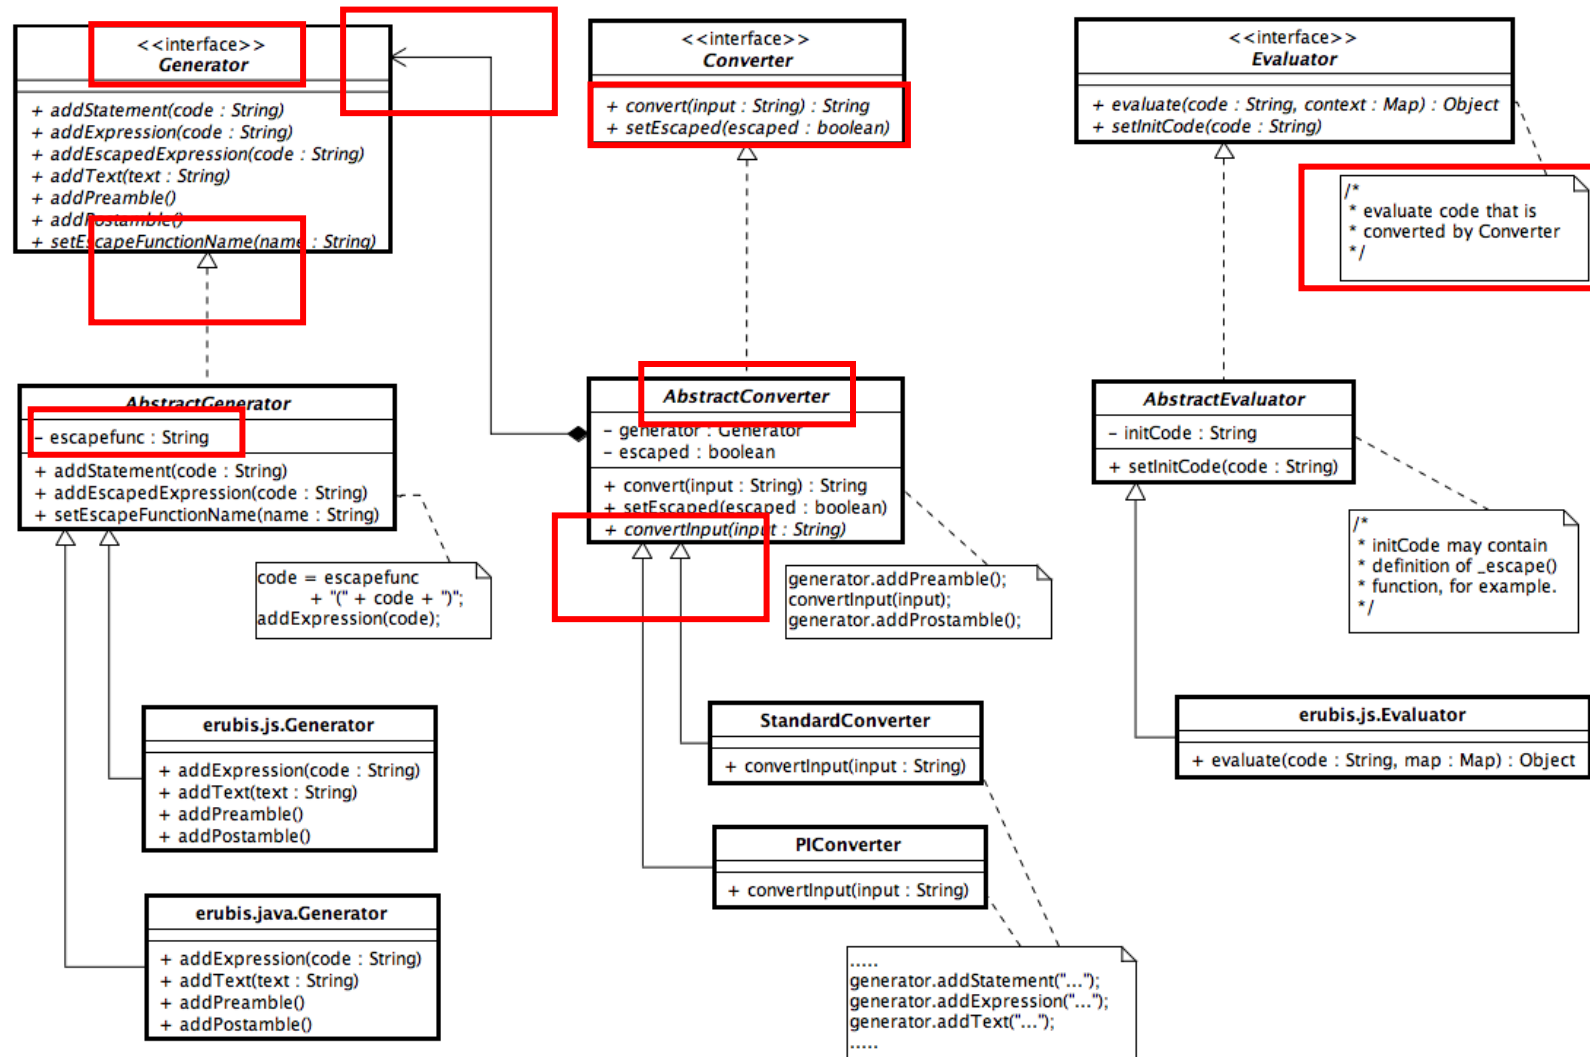 <<interface>>
Generator
+ addStatement(code : String)
+ addExpression(code : String)
+ addEscapedExpression(code : String)
+ addText(text : String)
+ addPreamble()
+ addPostamble()
+ setEscapeFunctionName(name : String)
<<interface>>
Converter
+ convert(input : String) : String
+ setEscaped(escaped : boolean)
<<interface>>
Evaluator
+ evaluate(code : String, context : Map) : Object
+ setInitCode(code : String)
/*
* evaluate code that is
* converted by Converter
*/
AbstractGenerator
- escapefunc : String
+ addStatement(code : String)
+ addEscapedExpression(code : String)
+ setEscapeFunctionName(name : String)
code = escapefunc
+ "(" + code + ")";
addExpression(code);
AbstractConverter
- generator : Generator
- escaped : boolean
+ convert(input : String) : String
+ setEscaped(escaped : boolean)
+ convertInput(input : String)
generator.addPreamble();
convertInput(input);
generator.addProstamble();
AbstractEvaluator
- initCode : String
+ setInitCode(code : String)
/*
* initCode may contain
* definition of _escape()
* function, for example.
*/
erubis.js.Generator
+ addExpression(code : String)
+ addText(text : String)
+ addPreamble()
+ addPostamble()
StandardConverter
+ convertInput(input : String)
erubis.js.Evaluator
+ evaluate(code : String, map : Map) : Object
PIConverter
+ convertInput(input : String)
erubis.java.Generator
+ addExpression(code : String)
+ addText(text : String)
+ addPreamble()
+ addPostamble()
.....
generator.addStatement("...");
generator.addExpression("...");
generator.addText("...");
.....